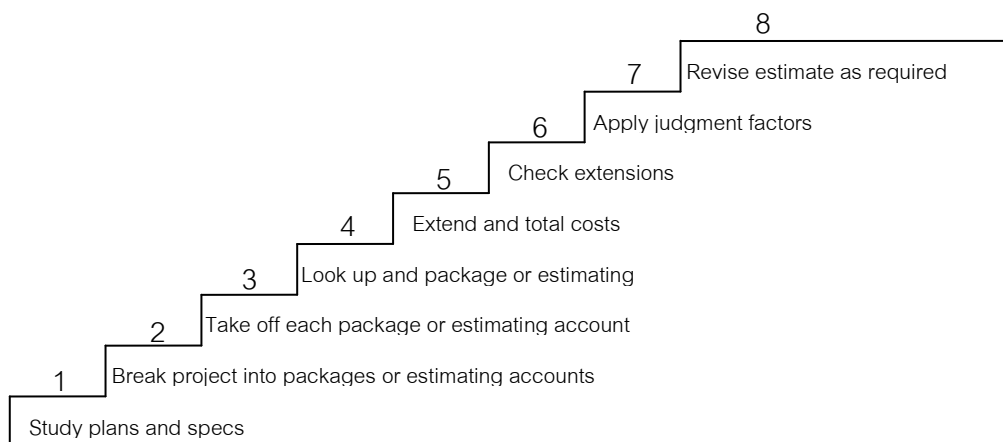 8
Revise estimate as required
7
Apply judgment factors
6
Check extensions
5
Extend and total costs
4
Look up and package or estimating
3
Take off each package or estimating account
2
Break project into packages or estimating accounts
1
Study plans and specs